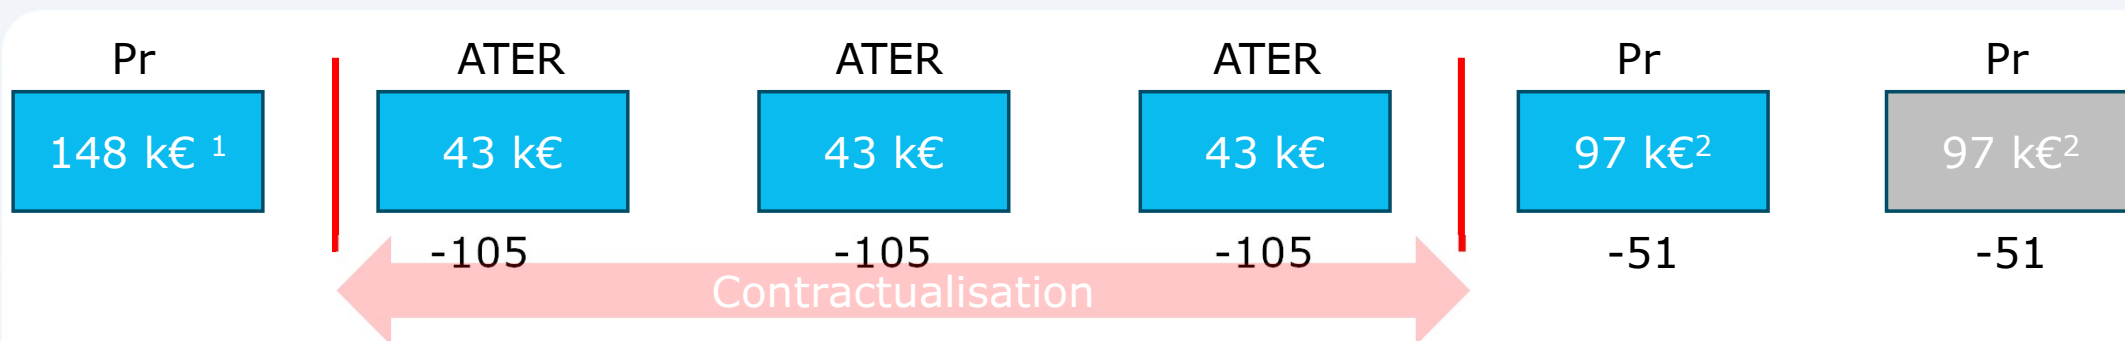 Pr ATER ATER ATER Pr Pr
148 k€ ¹ 43 k€ 43 k€ 43 k€ 97 k€² 97 k€²
-105 -105 -105 -51 -51
Contractualisation